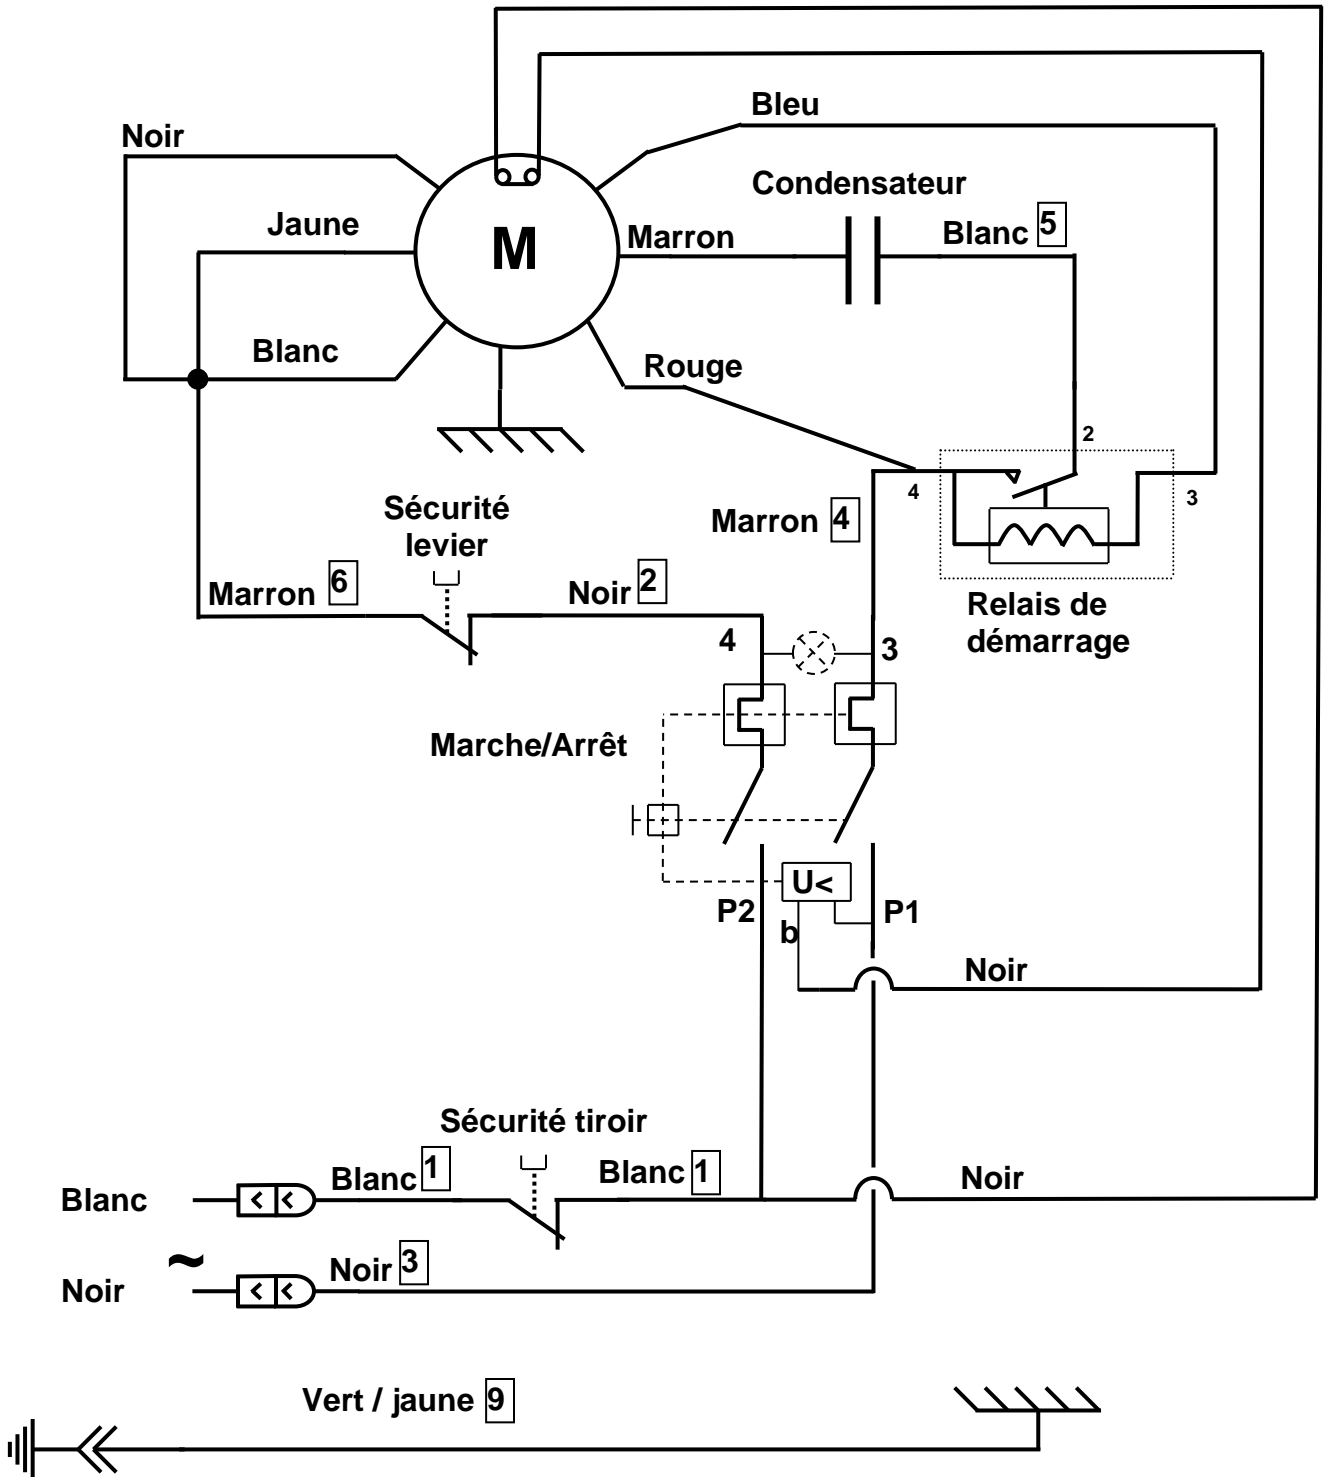 Bleu
Noir
Condensateur
Jaune
M
Marron
Blanc 5
Blanc
Rouge
2
4
3
Sécurité
levier
Marron 4
Marron 6
Noir 2
Relais de
démarrage
4
3
Marche/Arrêt
U<
P2
b
P1
Noir
Sécurité tiroir
Blanc
Blanc 1
Blanc 1
Noir
~
Noir
Noir 3
Vert / jaune 9